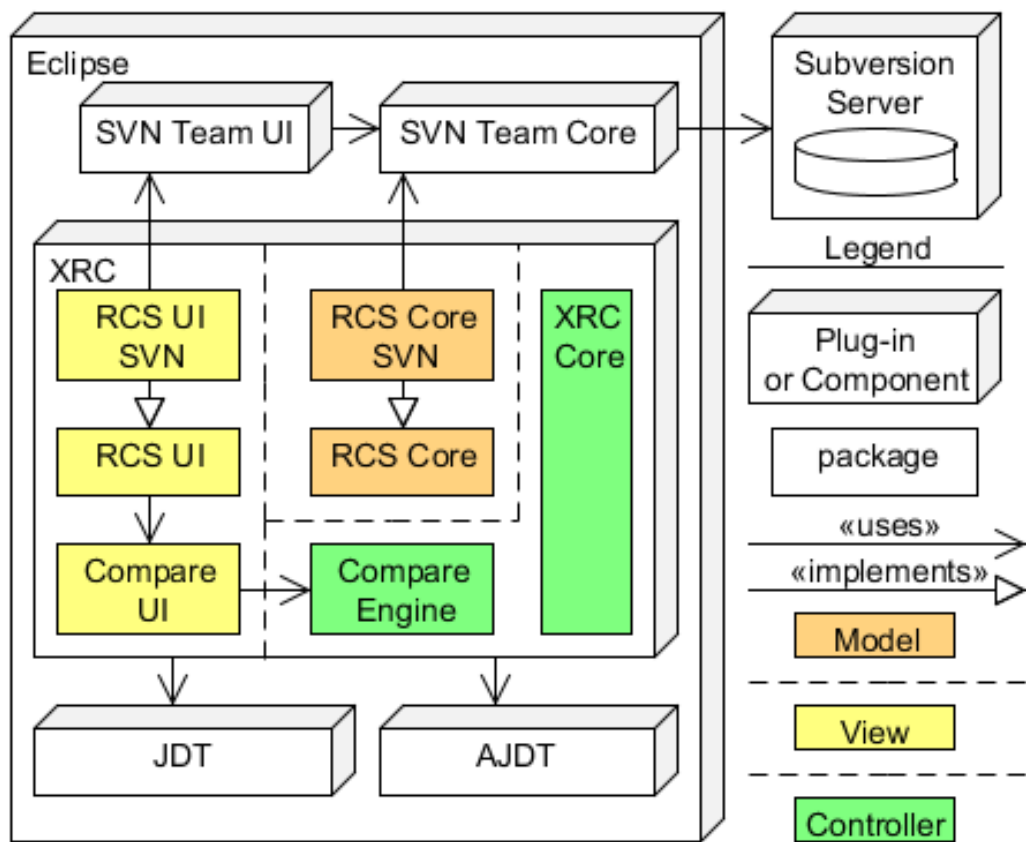 Eclipse
SVN Team UI
SVN Team Core
Subversion
Server
XRC
RCS UI
SVN
RCS Core
SVN
XRC
Core
RCS UI
RCS Core
Compare
UI
Compare
Engine
JDT
AJDT
Legend
Plug-in
or Component
package
«uses»
«implements»
Model
View
Controller